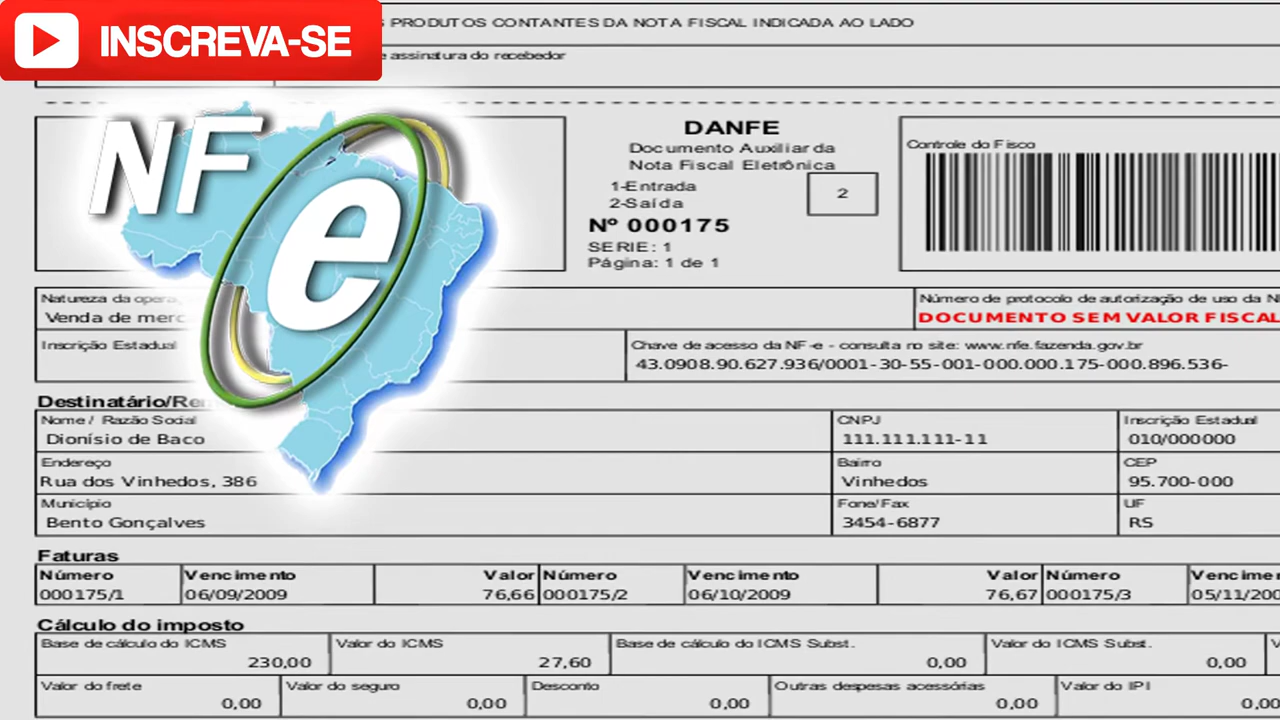 INSCREVA-SE
PRODUTOS CONTANTES DA NOTA FISCAL INDICADA AO LADO
e assinatura do recebedor
NF
e
DANFE
Documento Auxiliar da
Nota Fiscal Eletrônica
1-Entrada
2-Saída
2
Nº 000175
SERIE: 1
Página: 1 de 1
Controle do Fisco
Natureza da opera
Venda de merc
Número de protocolo de autorização de uso da N
DOCUMENTO SEM VALOR FISCAL
Inscrição Estadual
Chave de acesso da NF-e - consulta no site: www.nfe.fazenda.gov.br
43.0908.90.627.936/0001-30-55-001-000.000.175-000.896.536-
Destinatário/Re
Nome / Razão Social CNPJ Inscrição Estadual
Dionísio de Baco 111.111.111-11 010/000000
Endereço Bairro CEP
Rua dos Vinhedos, 386 Vinhedos 95.700-000
Município Fone/Fax UF
Bento Gonçalves 3454-6877 RS
Faturas
Número Vencimento Valor Número Vencimento Valor Número Vencime
000175/1 06/09/2009 76,66 000175/2 06/10/2009 76,67 000175/3 05/11/200
Cálculo do imposto
Base de cálculo do ICMS Valor do ICMS Base de cálculo do ICMS Subst. Valor do ICMS Subst. V
230,00 27,60 0,00 0,00
Valor do frete Valor do seguro Desconto Outras despesas acessórias Valor do IPI
0,00 0,00 0,00 0,00 0,00